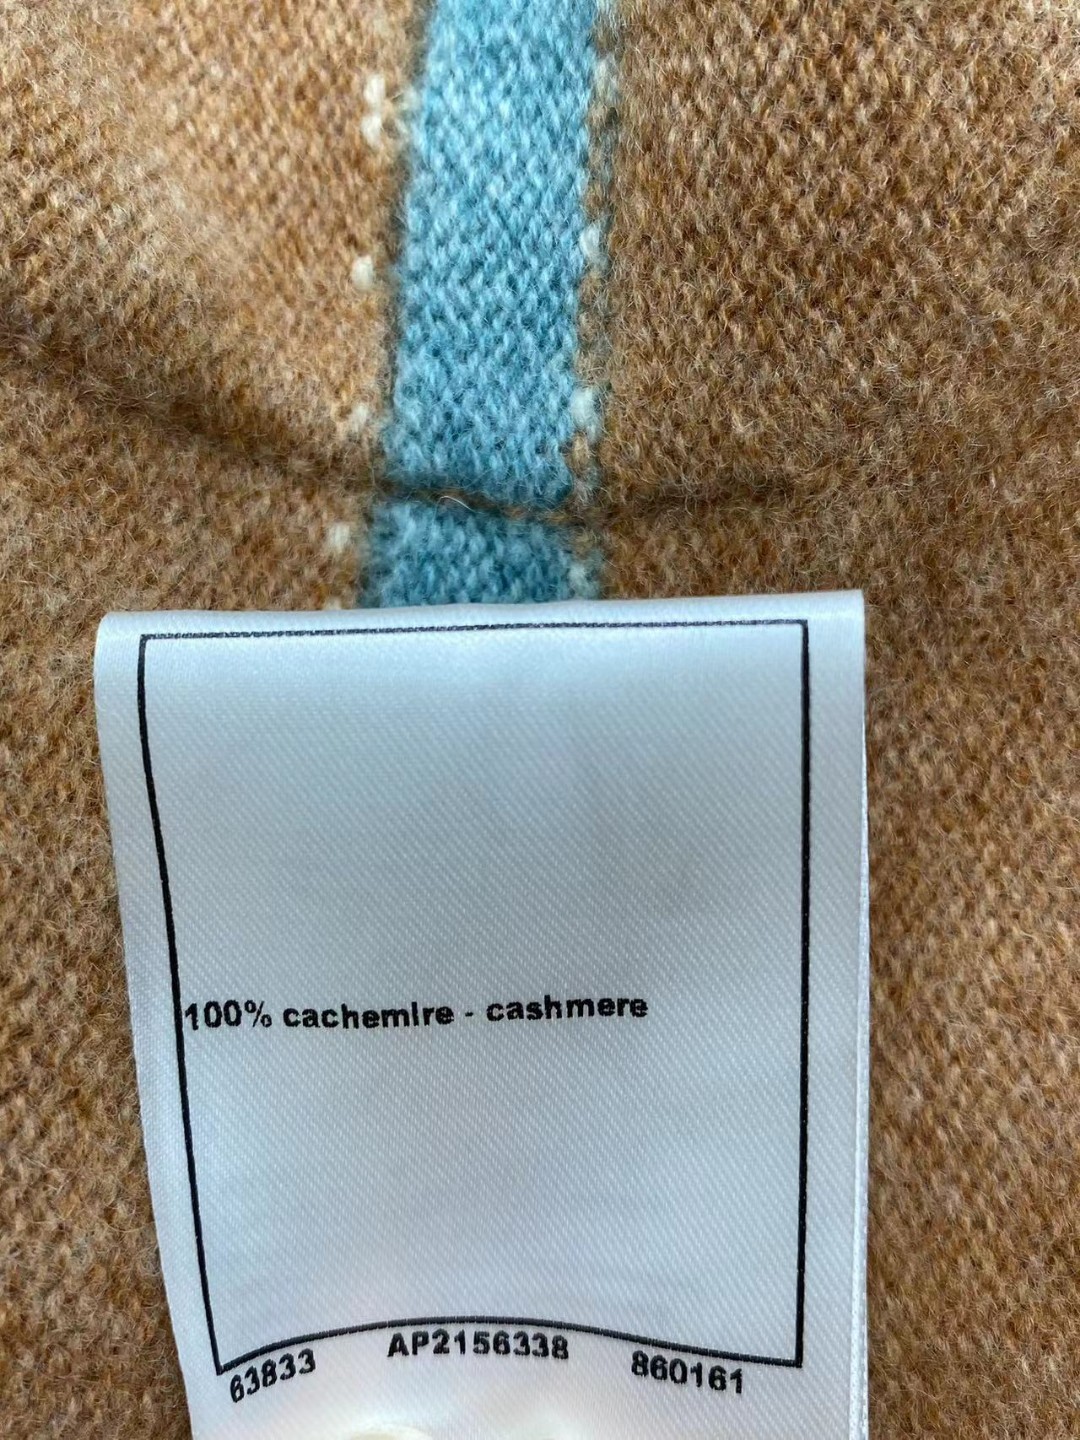 100% cachemire - cashmere
63833 AP2156338 860161